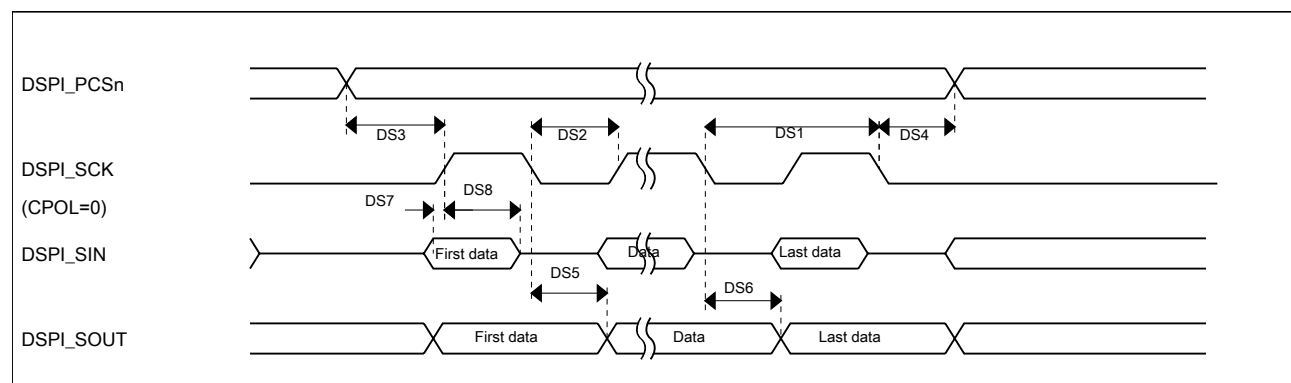 DSPI_PCSn
DS3 DS2 DS1 DS4
DSPI_SCK
(CPOL=0)
DS7 DS8
DSPI_SIN First data Data Last data
DS5 DS6
DSPI_SOUT First data Data Last data